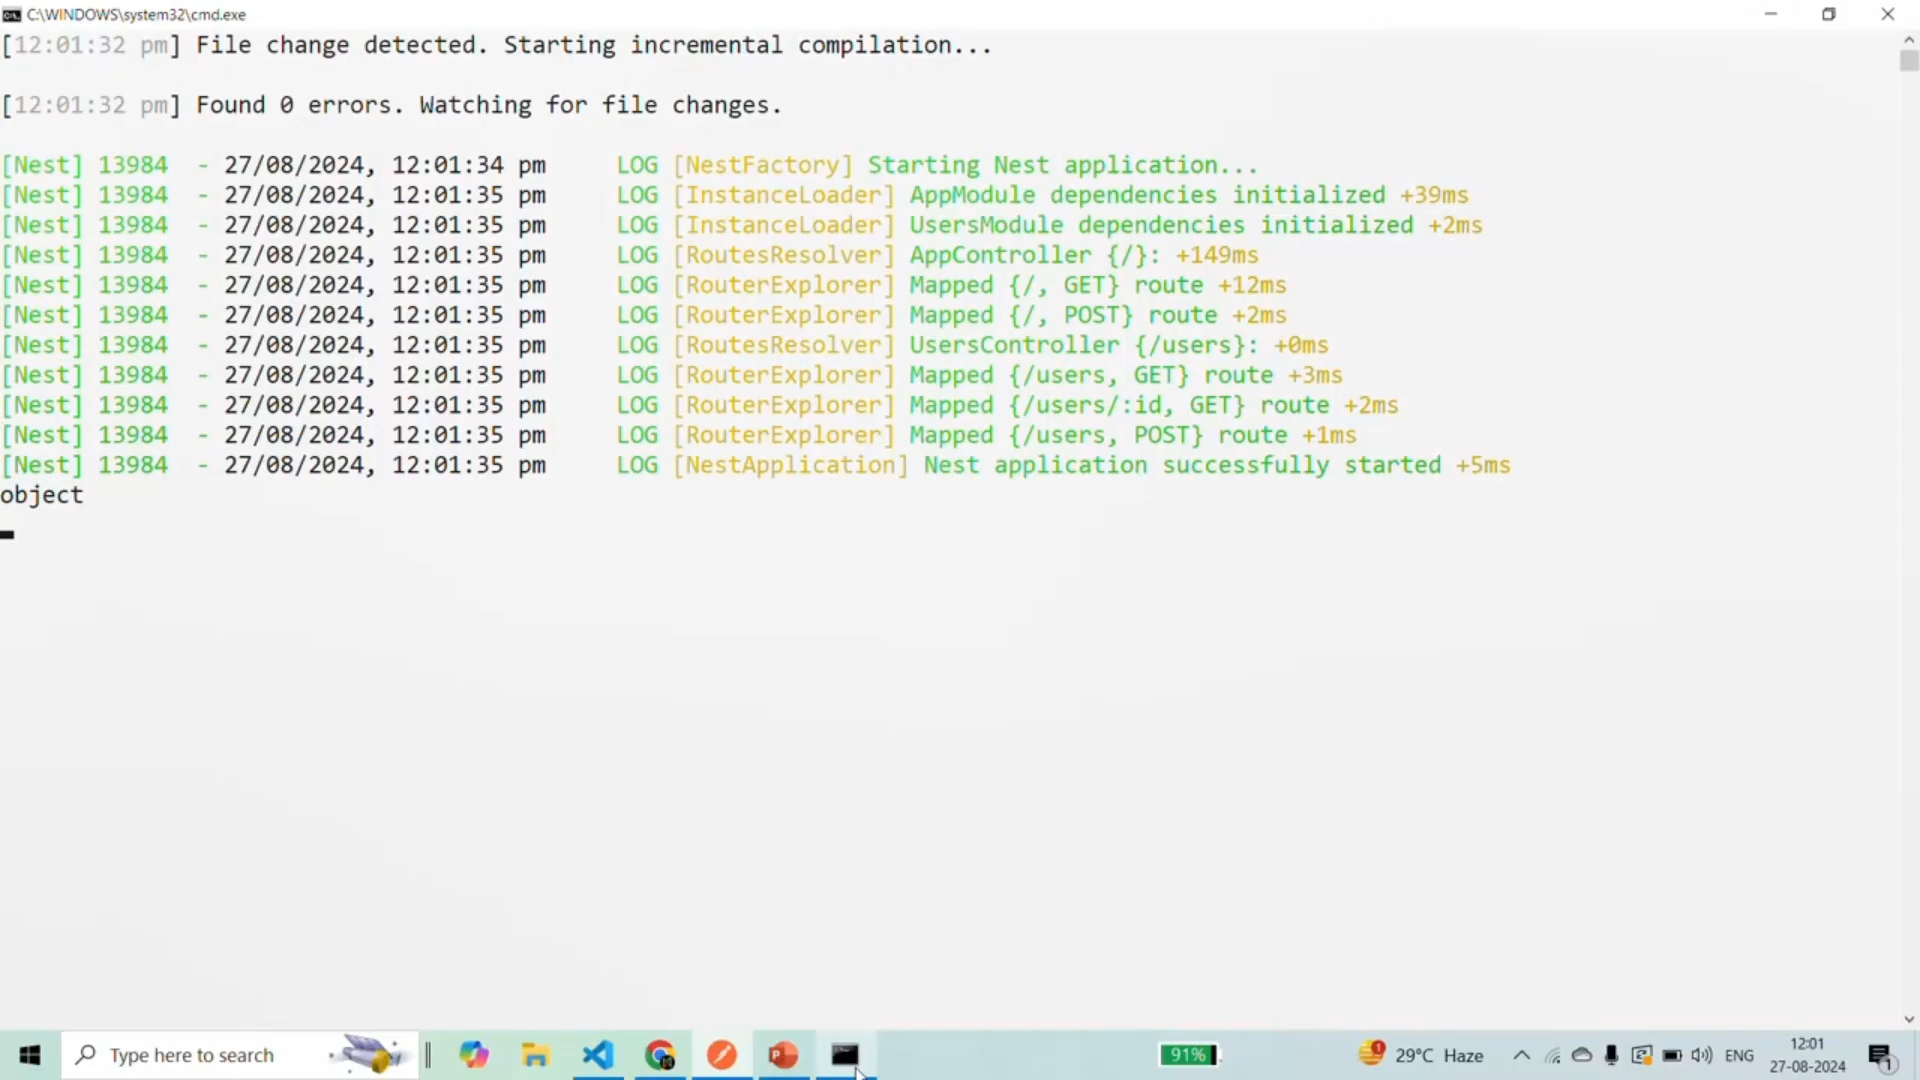 C:\WINDOWS\system32\cmd.exe
[12:01:32 pm] File change detected. Starting incremental compilation...
[12:01:32 pm] Found 0 errors. Watching for file changes.
[Nest] 13984  - 27/08/2024, 12:01:34 pm     LOG [NestFactory] Starting Nest application...
[Nest] 13984  - 27/08/2024, 12:01:35 pm     LOG [InstanceLoader] AppModule dependencies initialized +39ms
[Nest] 13984  - 27/08/2024, 12:01:35 pm     LOG [InstanceLoader] UsersModule dependencies initialized +2ms
[Nest] 13984  - 27/08/2024, 12:01:35 pm     LOG [RoutesResolver] AppController {/}: +149ms
[Nest] 13984  - 27/08/2024, 12:01:35 pm     LOG [RouterExplorer] Mapped {/, GET} route +12ms
[Nest] 13984  - 27/08/2024, 12:01:35 pm     LOG [RouterExplorer] Mapped {/, POST} route +2ms
[Nest] 13984  - 27/08/2024, 12:01:35 pm     LOG [RoutesResolver] UsersController {/users}: +0ms
[Nest] 13984  - 27/08/2024, 12:01:35 pm     LOG [RouterExplorer] Mapped {/users, GET} route +3ms
[Nest] 13984  - 27/08/2024, 12:01:35 pm     LOG [RouterExplorer] Mapped {/users/:id, GET} route +2ms
[Nest] 13984  - 27/08/2024, 12:01:35 pm     LOG [RouterExplorer] Mapped {/users, POST} route +1ms
[Nest] 13984  - 27/08/2024, 12:01:35 pm     LOG [NestApplication] Nest application successfully started +5ms
object
Type here to search
91%
29°C Haze
ENG
12:01
27-08-2024